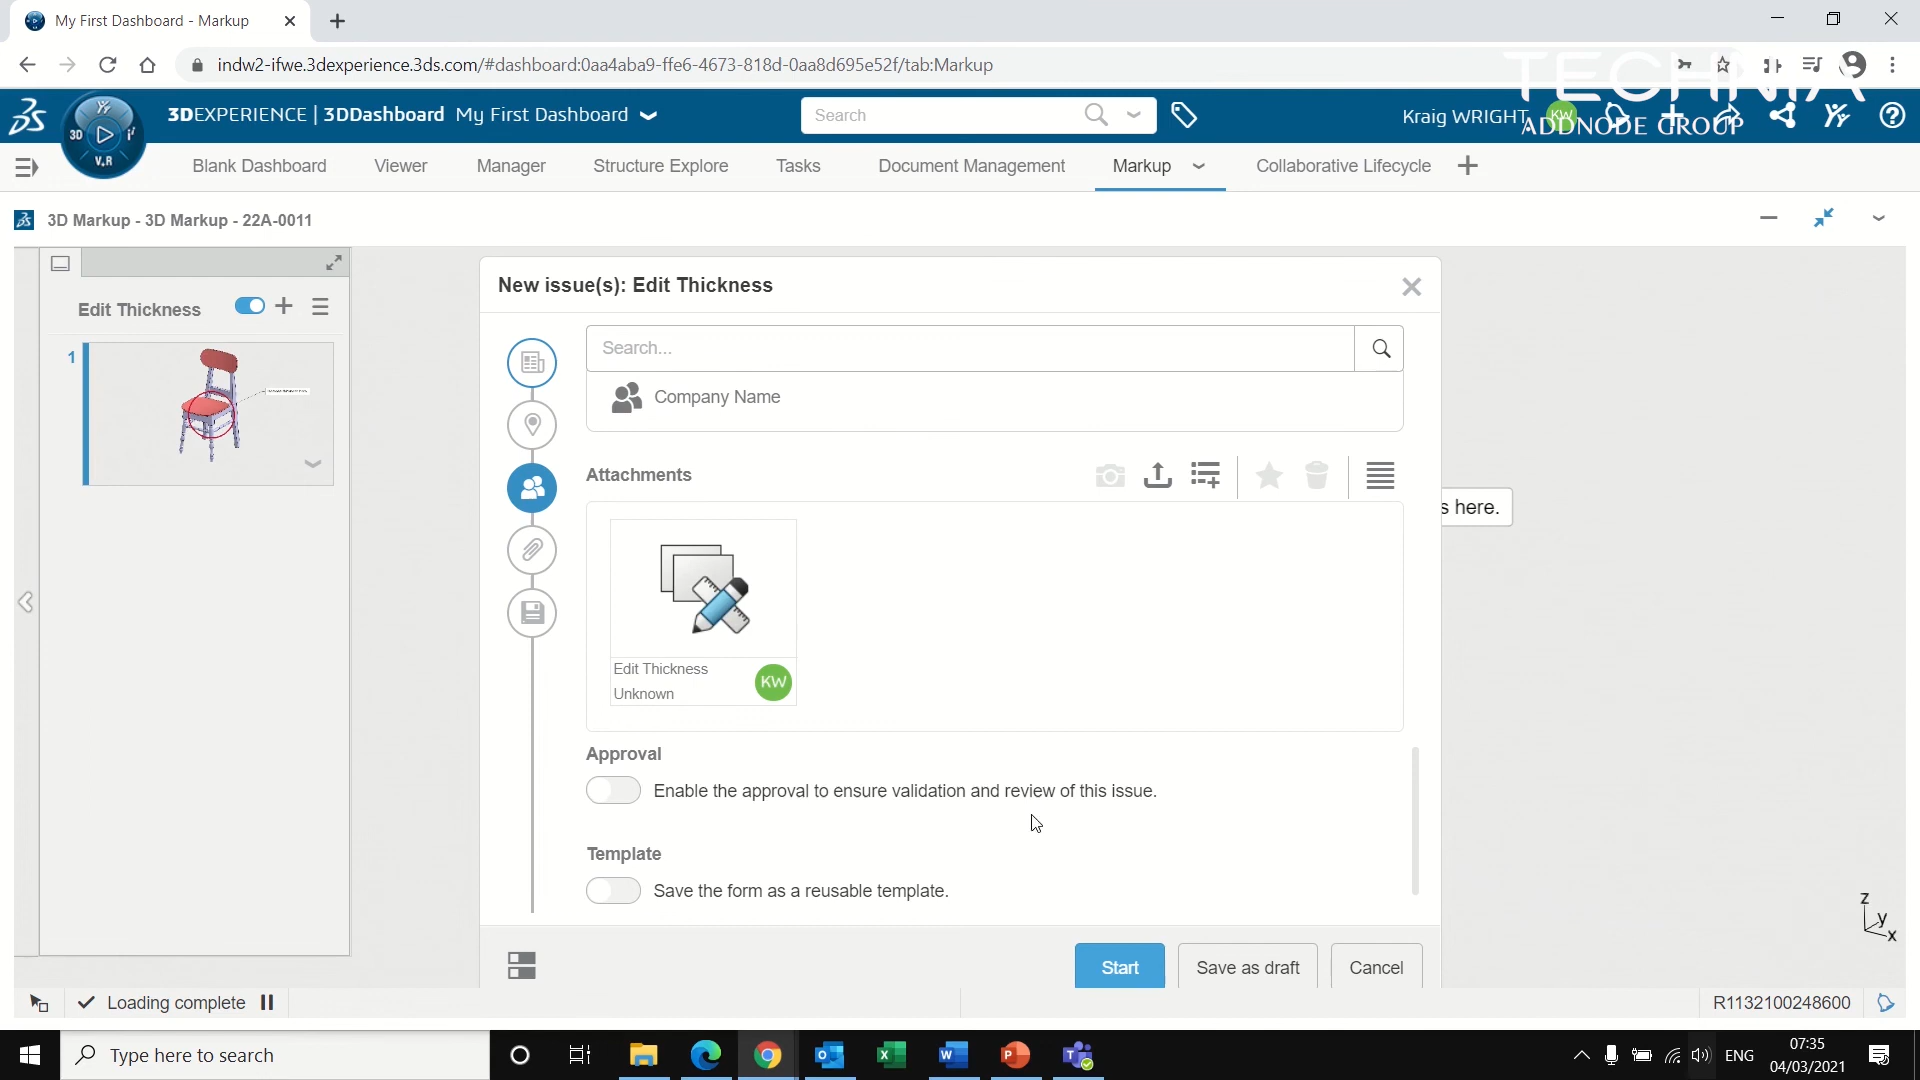 My First Dashboard - Markup
indw2-ifwe.3dexperience.3ds.com/#dashboard:0aa4aba9-ffe6-4673-818d-0aa8d695e52f/tab:Markup
TECHNIA
ADDNODE GROUP
3D
V.R
3DEXPERIENCE | 3DDashboard My First Dashboard
Search
Kraig WRIGHT
KW
Blank Dashboard
Viewer
Manager
Structure Explore
Tasks
Document Management
Markup
Collaborative Lifecycle
3D Markup - 3D Markup - 22A-0011
Edit Thickness
1
New issue(s): Edit Thickness
Search...
Company Name
Attachments
Edit Thickness
Unknown
KW
s here.
Approval
Enable the approval to ensure validation and review of this issue.
Template
Save the form as a reusable template.
Start
Save as draft
Cancel
z
y
x
Loading complete
R1132100248600
Type here to search
ENG
07:35
04/03/2021